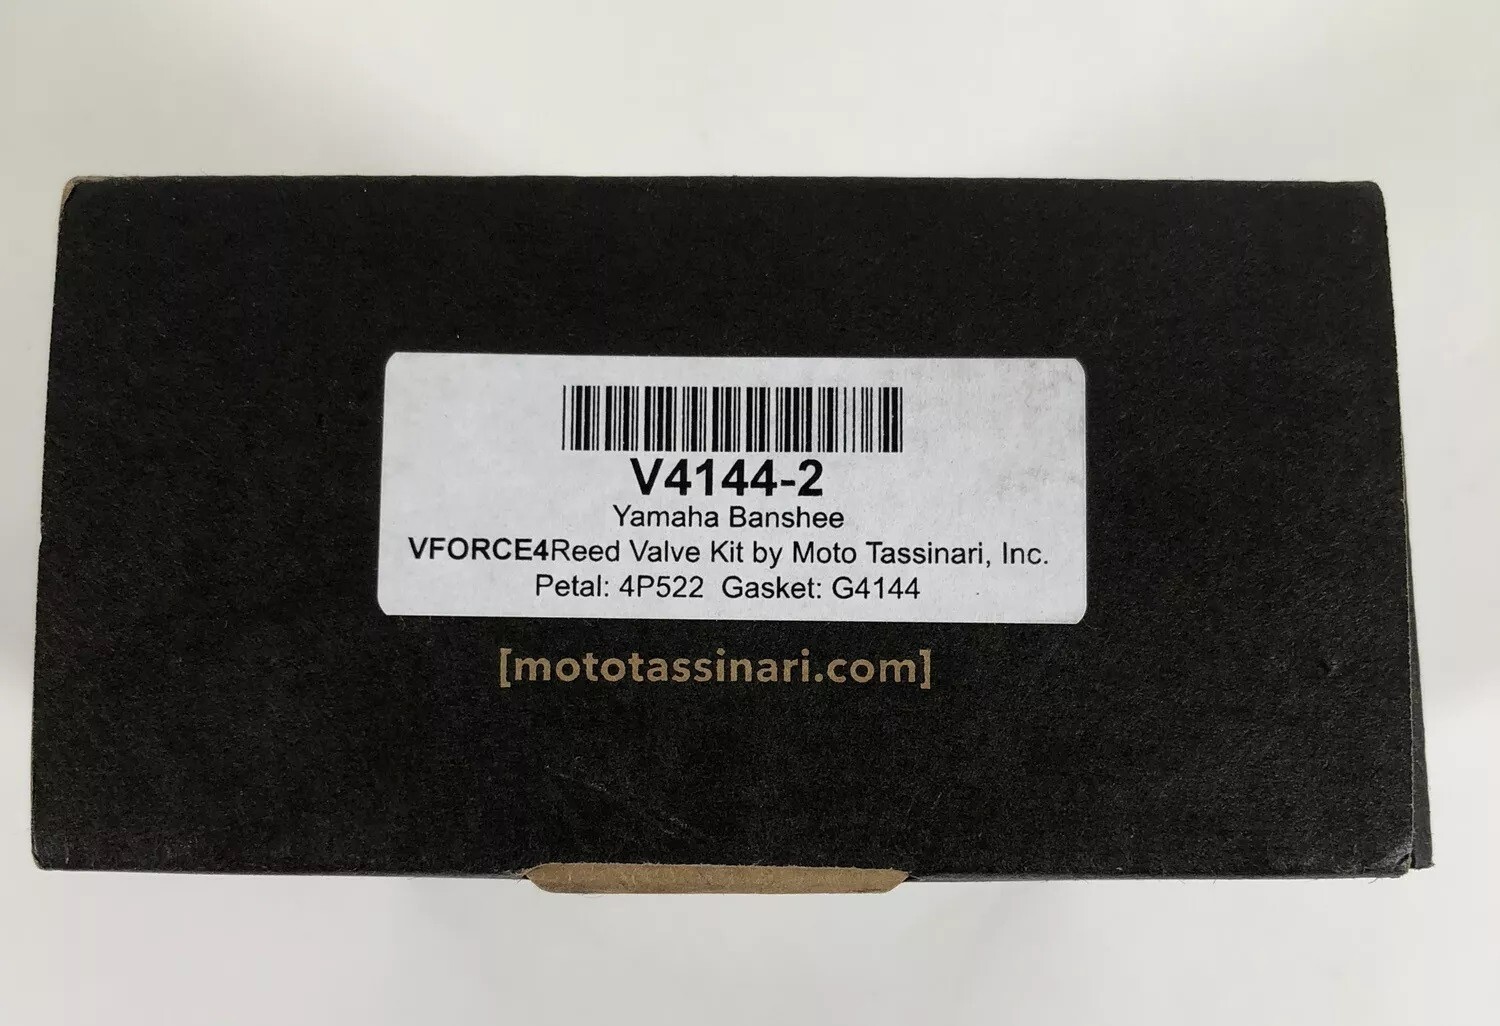 V4144-2
Yamaha Banshee
VFORCE4Reed Valve Kit by Moto Tassinari, Inc.
Petal: 4P522 Gasket: G4144
[mototassinari.com]